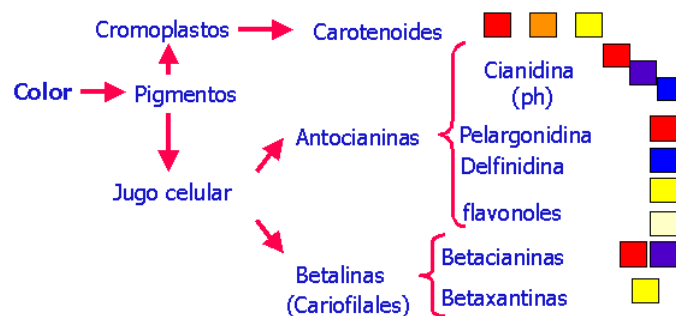 Cromoplastos
Carotenoides
Color
Pigmentos
Cianidina
(ph)
Antocianinas
Pelargonidina
Delfinidina
Jugo celular
flavonoles
Betalinas
(Cariofilales)
Betacianinas
Betaxantinas